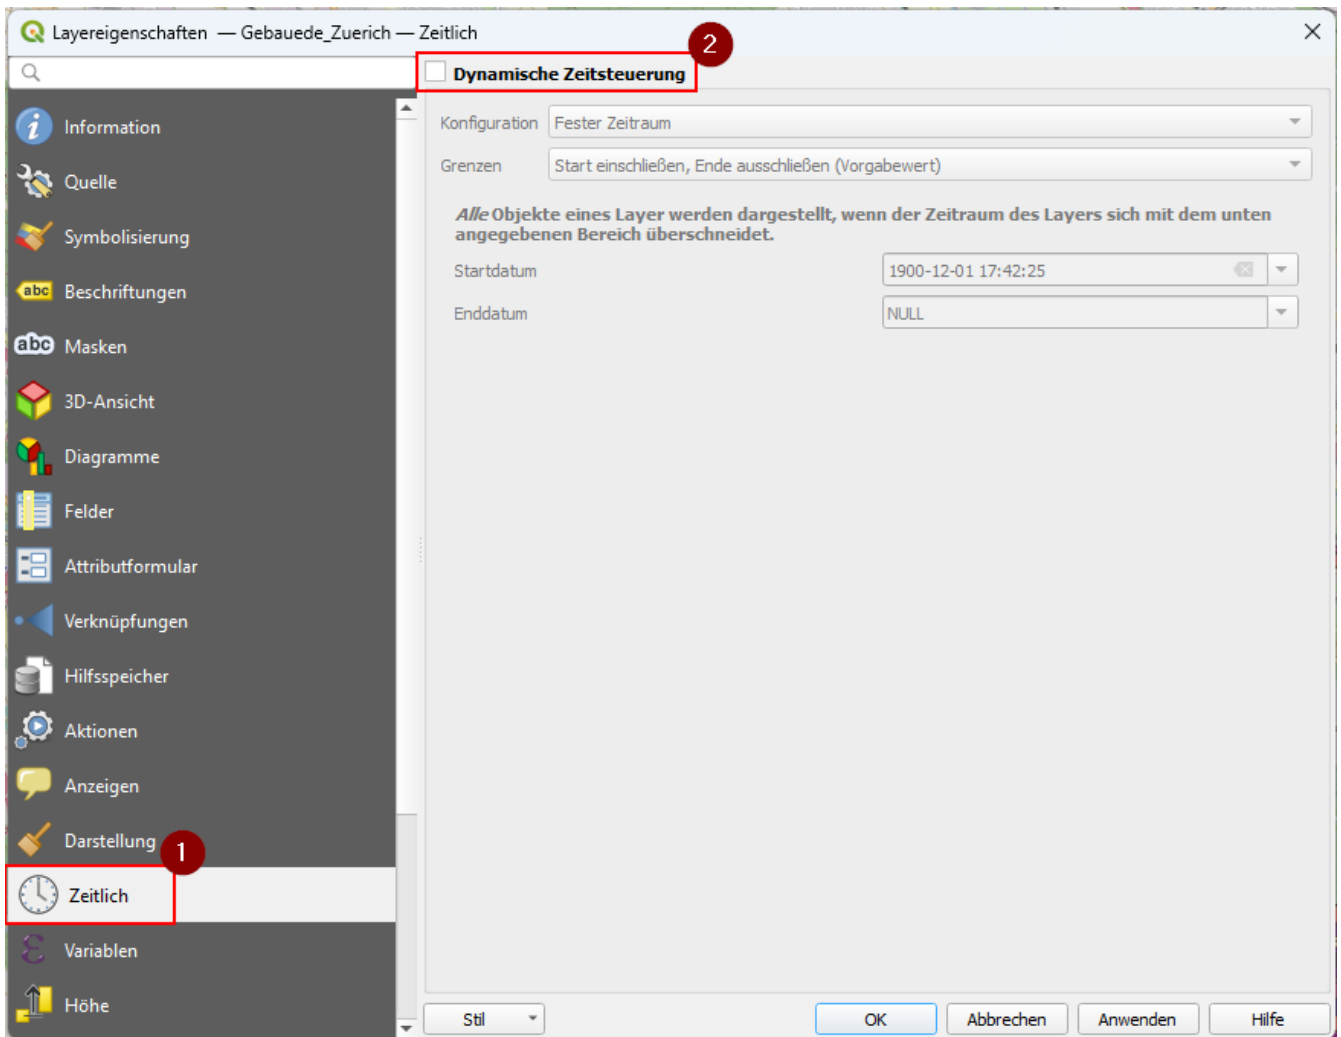 Layereigenschaften — Gebauede_Zuerich — Zeitlich
2
Dynamische Zeitsteuerung
Information
Quelle
Symbolisierung
abc Beschriftungen
abc Masken
3D-Ansicht
Diagramme
Felder
Attributformular
Verknüpfungen
Hilfsspeicher
Aktionen
Anzeigen
Darstellung
1
Zeitlich
Variablen
Höhe
Konfiguration Fester Zeitraum
Grenzen Start einschließen, Ende ausschließen (Vorgabewert)
Alle Objekte eines Layer werden dargestellt, wenn der Zeitraum des Layers sich mit dem unten
angegebenen Bereich überschneidet.
Startdatum 1900-12-01 17:42:25
Enddatum NULL
Stil OK Abbrechen Anwenden Hilfe